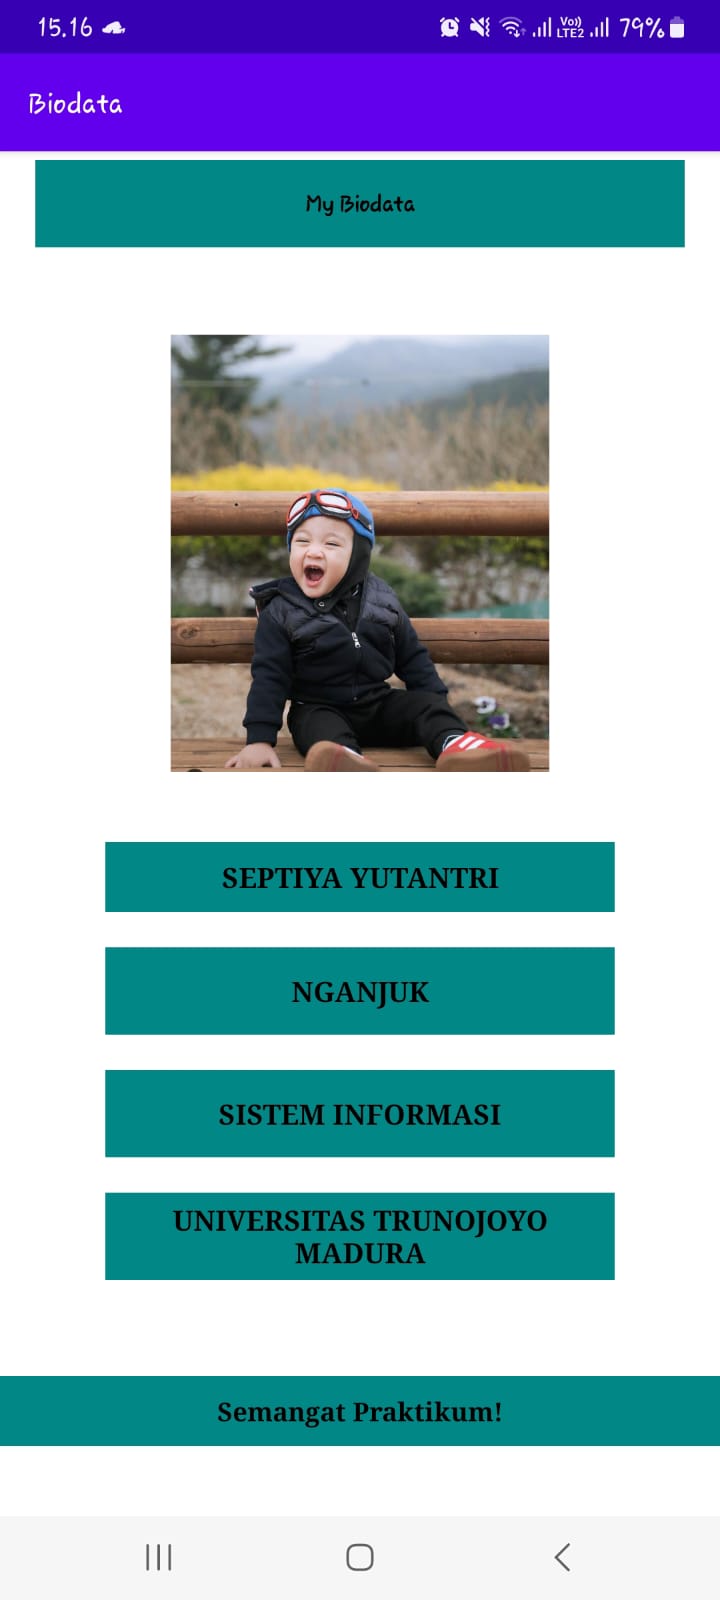 15.16
Vo))
LTE2
79%
Biodata
My Biodata
SEPTIYA YUTANTRI
NGANJUK
SISTEM INFORMASI
UNIVERSITAS TRUNOJOYO
MADURA
Semangat Praktikum!